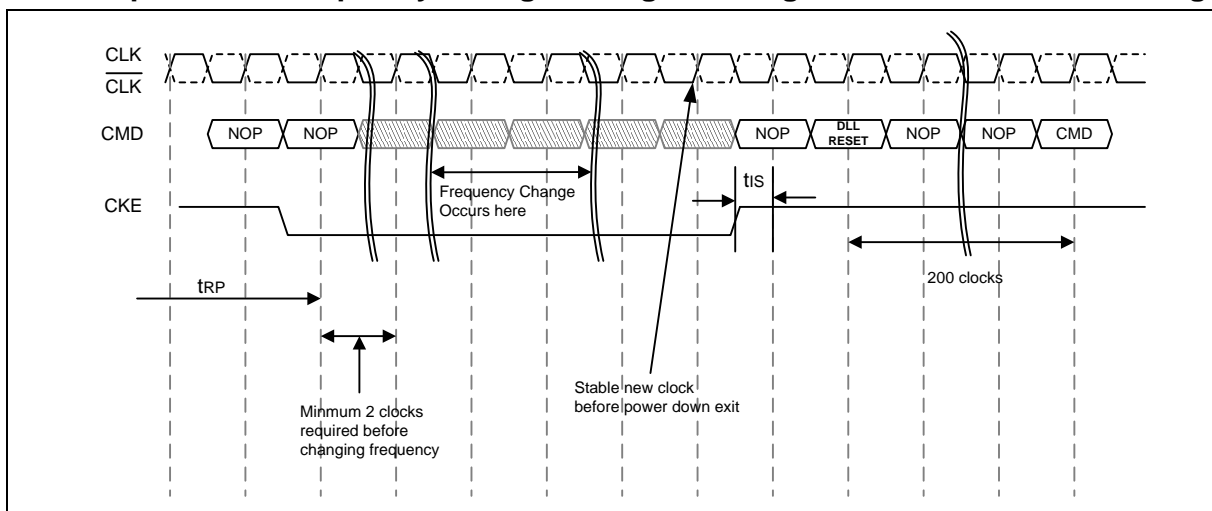 CLK
CLK
CMD
NOP
NOP
NOP
DLL
RESET
NOP
NOP
CMD
CKE
Frequency Change
Occurs here
tIS
200 clocks
tRP
Minmum 2 clocks
required before
changing frequency
Stable new clock
before power down exit